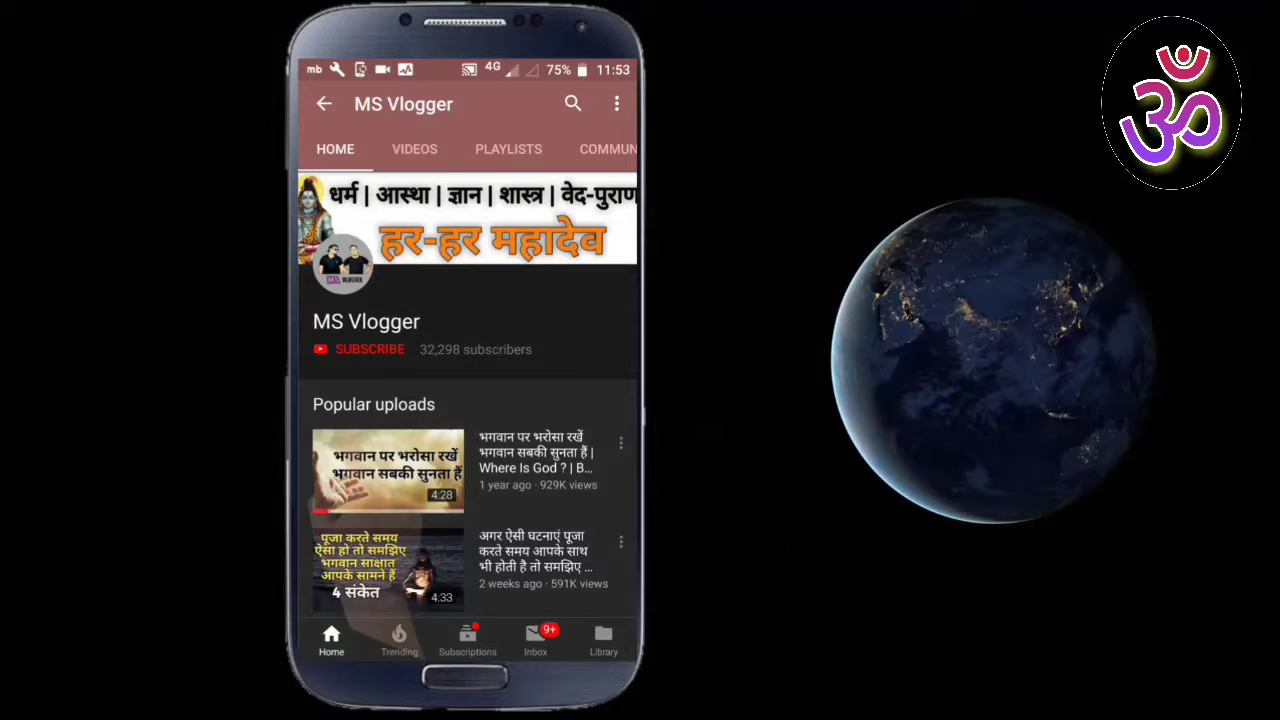 mb 4G 75% 11:53
MS Vlogger
HOME VIDEOS PLAYLISTS COMMUN
धर्म | आस्था | ज्ञान | शास्त्र | वेद-पुराण
हर-हर महादेव
VLOGGER
MS Vlogger
SUBSCRIBE 32,298 subscribers
Popular uploads
भगवान पर भरोसा रखें
भगवान सबकी सुनता हैं
4:28
भगवान पर भरोसा रखें
भगवान सबकी सुनता हैं |
Where Is God ? | B...
1 year ago · 929K views
पूजा करते समय
ऐसा हो तो समझिए
भगवान साक्षात
आपके सामने हैं
4 संकेत
4:33
अगर ऐसी घटनाएं पूजा
करते समय आपके साथ
भी होती है तो समझिए ...
2 weeks ago · 591K views
9+
Home Trending Subscriptions Inbox Library
ॐ